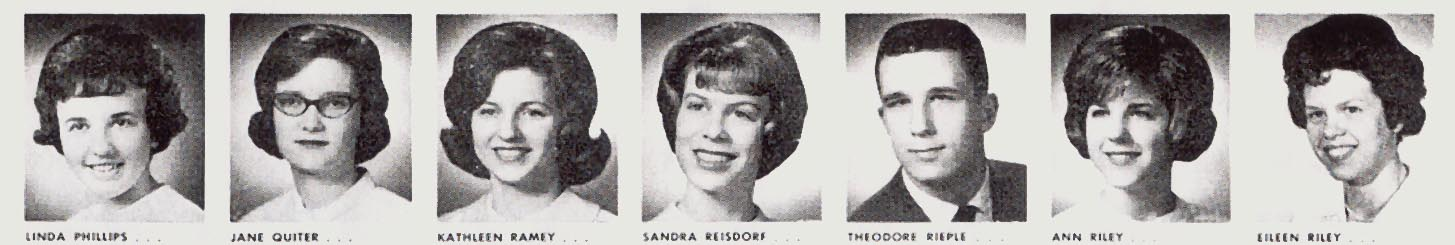 LINDA PHILLIPS . . .
JANE QUITER . . .
KATHLEEN RAMEY . . .
SANDRA REISDORF . . .
THEODORE RIEPLE . . .
ANN RILEY . . .
EILEEN RILEY . . .